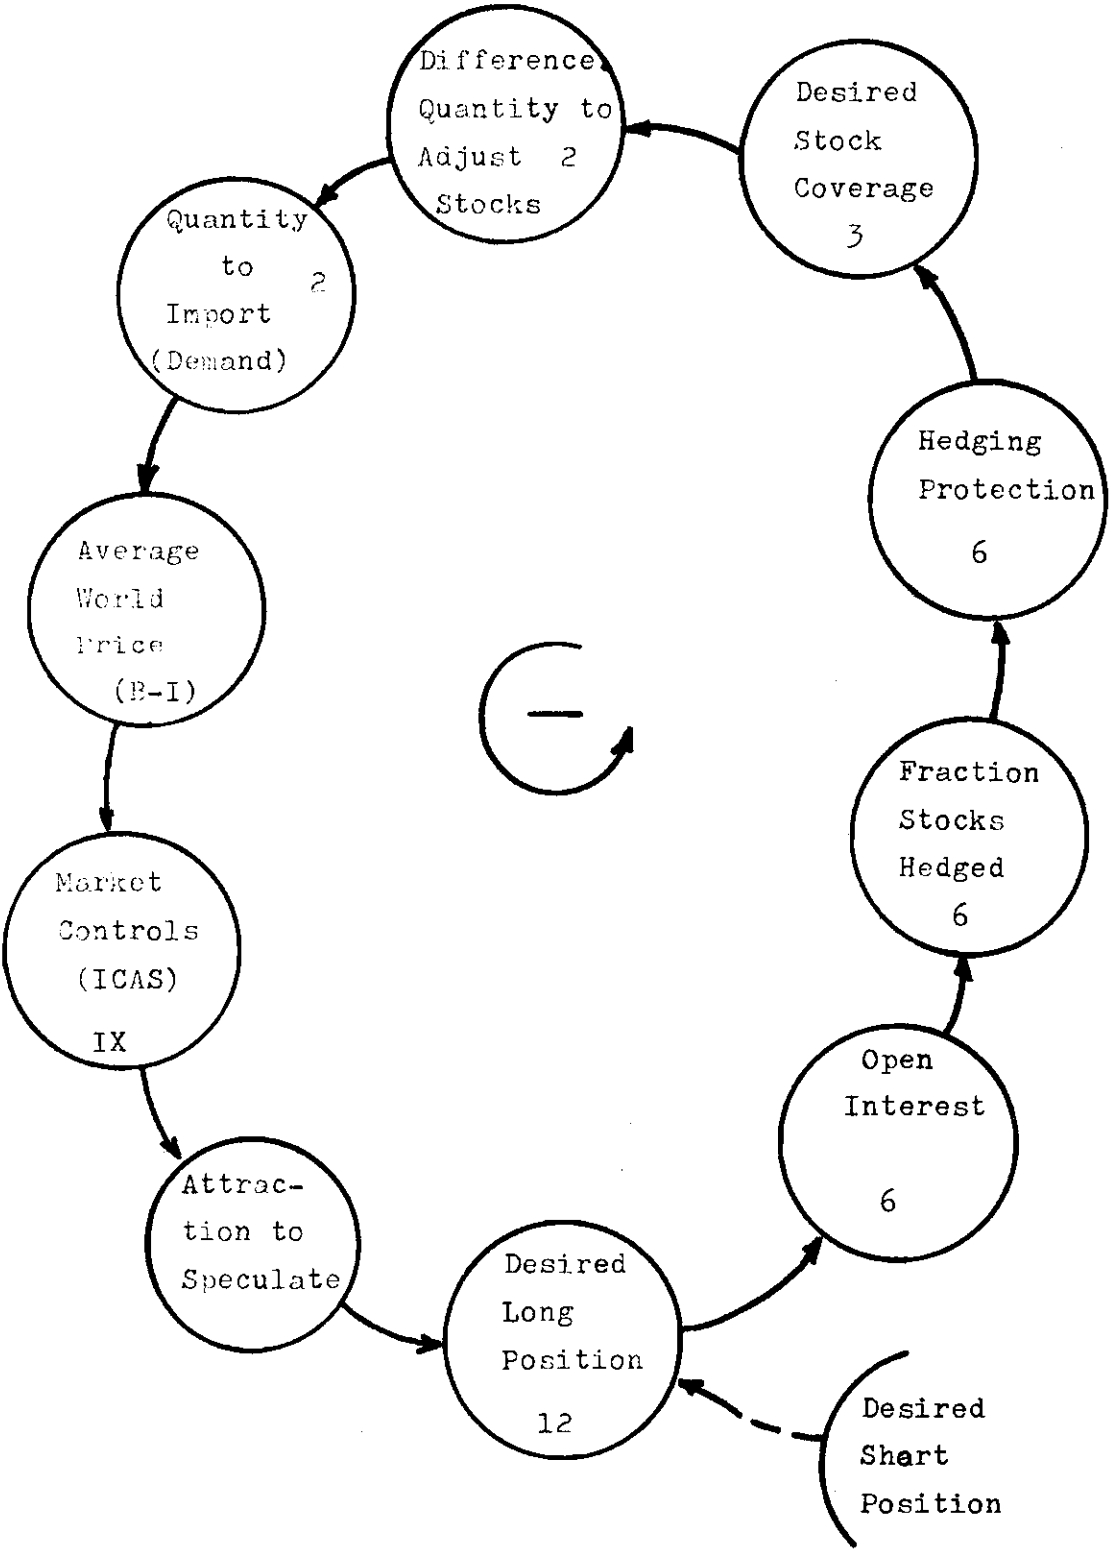 Difference,
Quantity to
Adjust 2
Stocks
Desired
Stock
Coverage
3
Quantity
to 2
Import
(Demand)
Hedging
Protection
6
Average
World
Price
(B-I)
–
Fraction
Stocks
Hedged
6
Market
Controls
(ICAS)
IX
Open
Interest
6
Attrac-
tion to
Speculate
Desired
Long
Position
12
Desired
Shart
Position